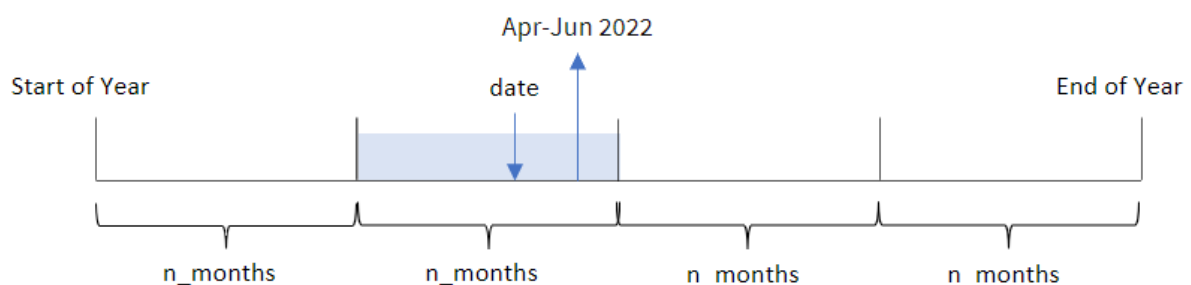 Apr-Jun 2022
Start of Year
date
End of Year
n_months
n_months
n months
n months